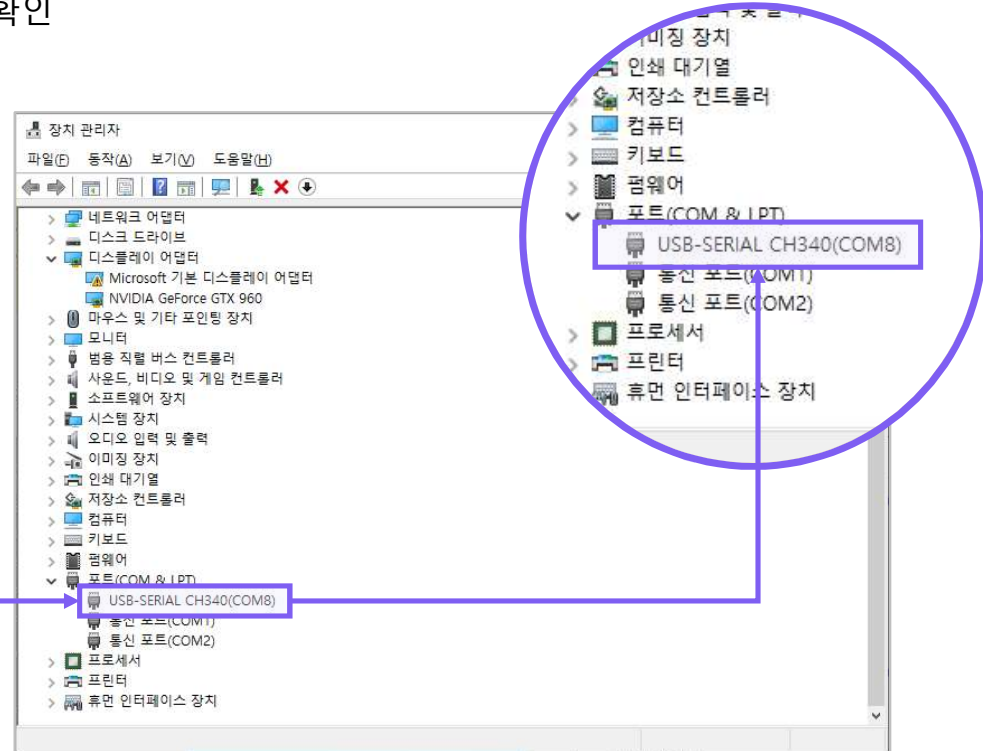 확인
장치 관리자
파일(F) 동작(A) 보기(V) 도움말(H)
네트워크 어댑터
디스크 드라이브
디스플레이 어댑터
Microsoft 기본 디스플레이 어댑터
NVIDIA GeForce GTX 960
마우스 및 기타 포인팅 장치
모니터
범용 직렬 버스 컨트롤러
사운드, 비디오 및 게임 컨트롤러
소프트웨어 장치
시스템 장치
오디오 입력 및 출력
이미징 장치
인쇄 대기열
저장소 컨트롤러
컴퓨터
키보드
펌웨어
포트(COM & LPT)
USB-SERIAL CH340(COM8)
통신 포트(COM1)
통신 포트(COM2)
프로세서
프린터
휴먼 인터페이스 장치
이미징 장치
인쇄 대기열
저장소 컨트롤러
컴퓨터
키보드
펌웨어
포트(COM & LPT)
USB-SERIAL CH340(COM8)
통신 포트(COM1)
통신 포트(COM2)
프로세서
프린터
휴먼 인터페이스 장치